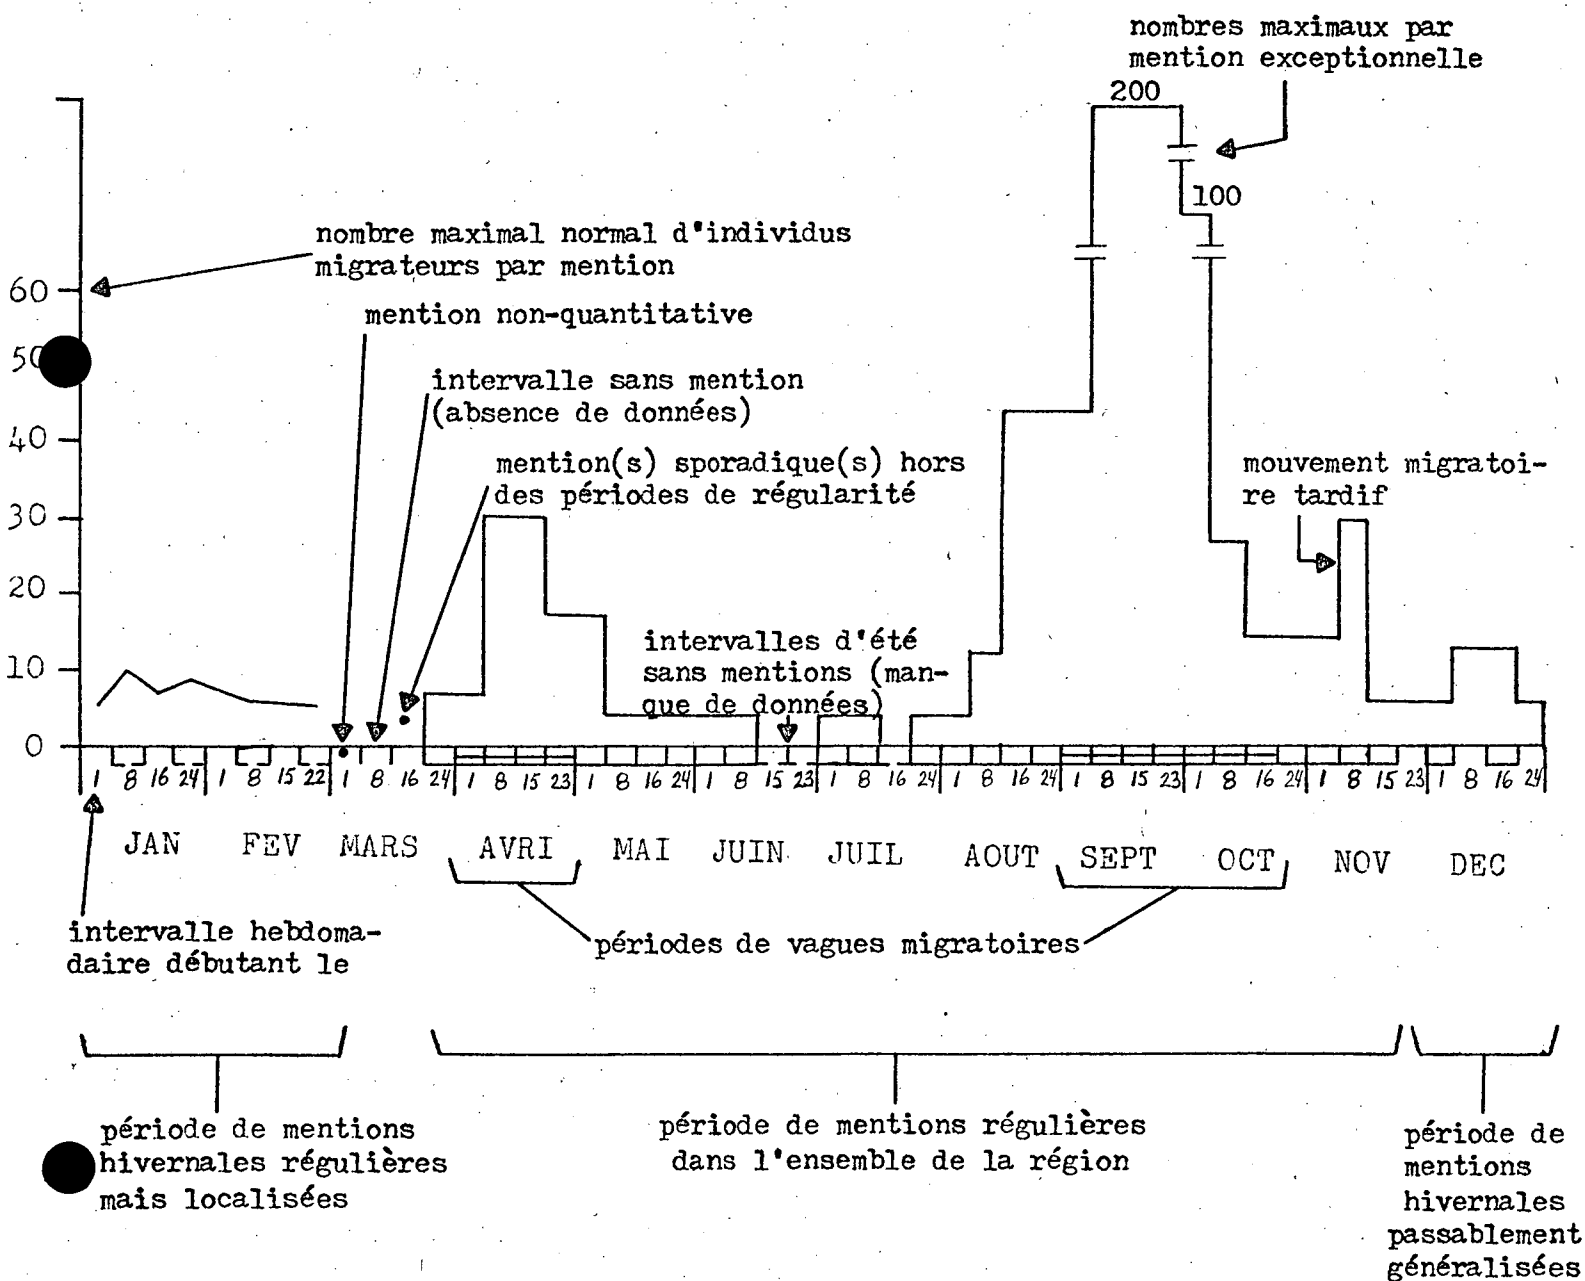 nombres maximaux par
mention exceptionnelle
200
100
nombre maximal normal d'individus
migrateurs par mention
60
mention non-quantitative
50
intervalle sans mention
(absence de données)
40
mention(s) sporadique(s) hors
des périodes de régularité
mouvement migratoi-
re tardif
30
20
intervalles d'été
sans mentions (man-
que de données)
10
0
1 8 16 24 1 8 15 22 1 8 16 24 1 8 15 23 1 8 16 24 1 8 15 23 1 8 16 24 1 8 16 24 1 8 15 23 1 8 16 24 1 8 15 23 1 8 16 24
JAN FEV MARS AVRI MAI JUIN JUIL AOUT SEPT OCT NOV DEC
intervalle hebdoma-
daire débutant le
périodes de vagues migratoires
période de mentions
hivernales régulières
mais localisées
période de mentions régulières
dans l'ensemble de la région
période de
mentions
hivernales
passablement
généralisées